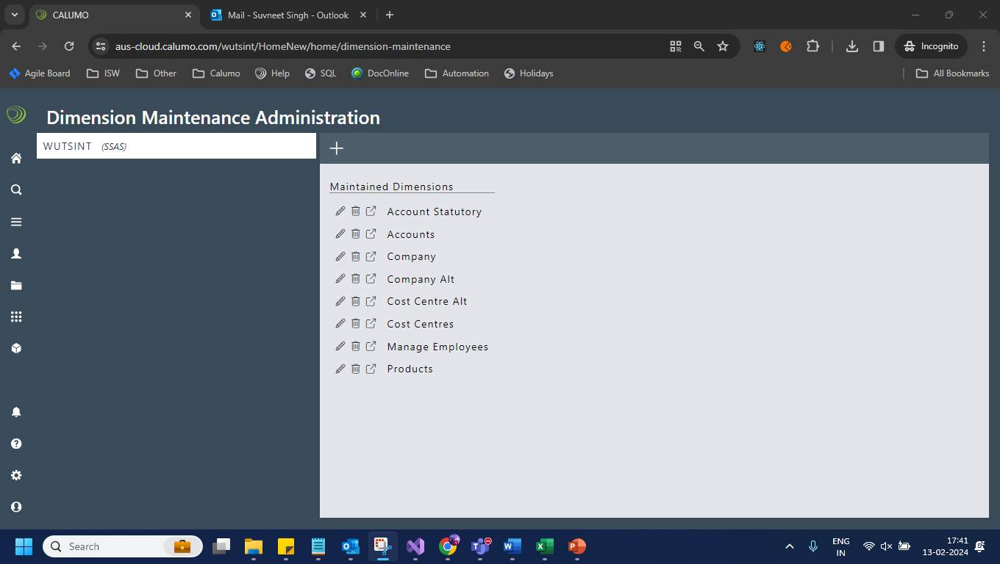 CALUMO
Mail - Suvneet Singh - Outlook
aus-cloud.calumo.com/wutsint/HomeNew/home/dimension-maintenance
Incognito
Agile Board
ISW
Other
Calumo
Help
SQL
DocOnline
Automation
Holidays
All Bookmarks
Dimension Maintenance Administration
WUTSINT (SSAS)
Maintained Dimensions
Account Statutory
Accounts
Company
Company Alt
Cost Centre Alt
Cost Centres
Manage Employees
Products
Search
ENG
IN
17:41
13-02-2024